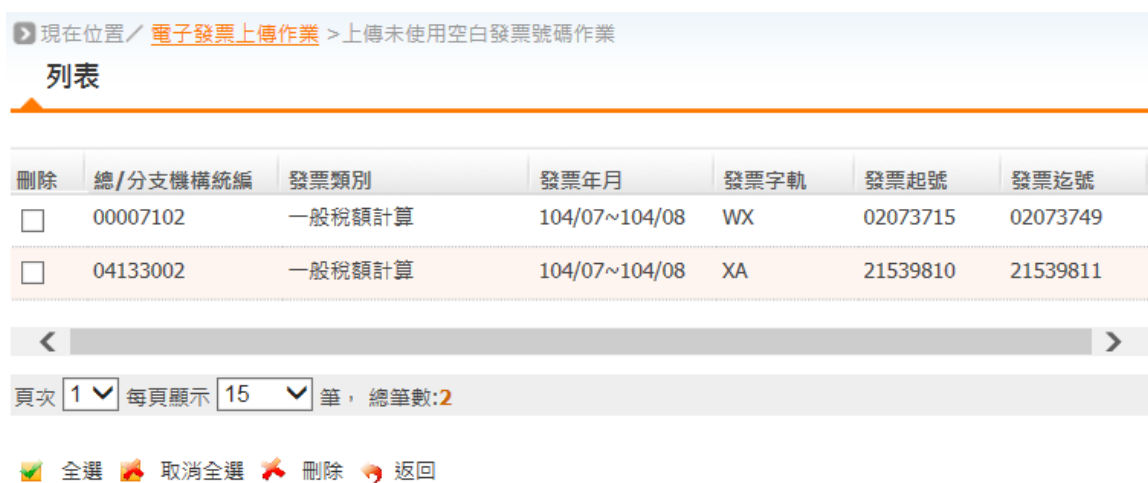 現在位置／ 電子發票上傳作業 >上傳未使用空白發票號碼作業
列表
刪除 總/分支機構統編 發票類別 發票年月 發票字軌 發票起號 發票迄號
00007102 一般稅額計算 104/07~104/08 WX 02073715 02073749
04133002 一般稅額計算 104/07~104/08 XA 21539810 21539811
頁次 1 每頁顯示 15 筆， 總筆數:2
全選 取消全選 刪除 返回